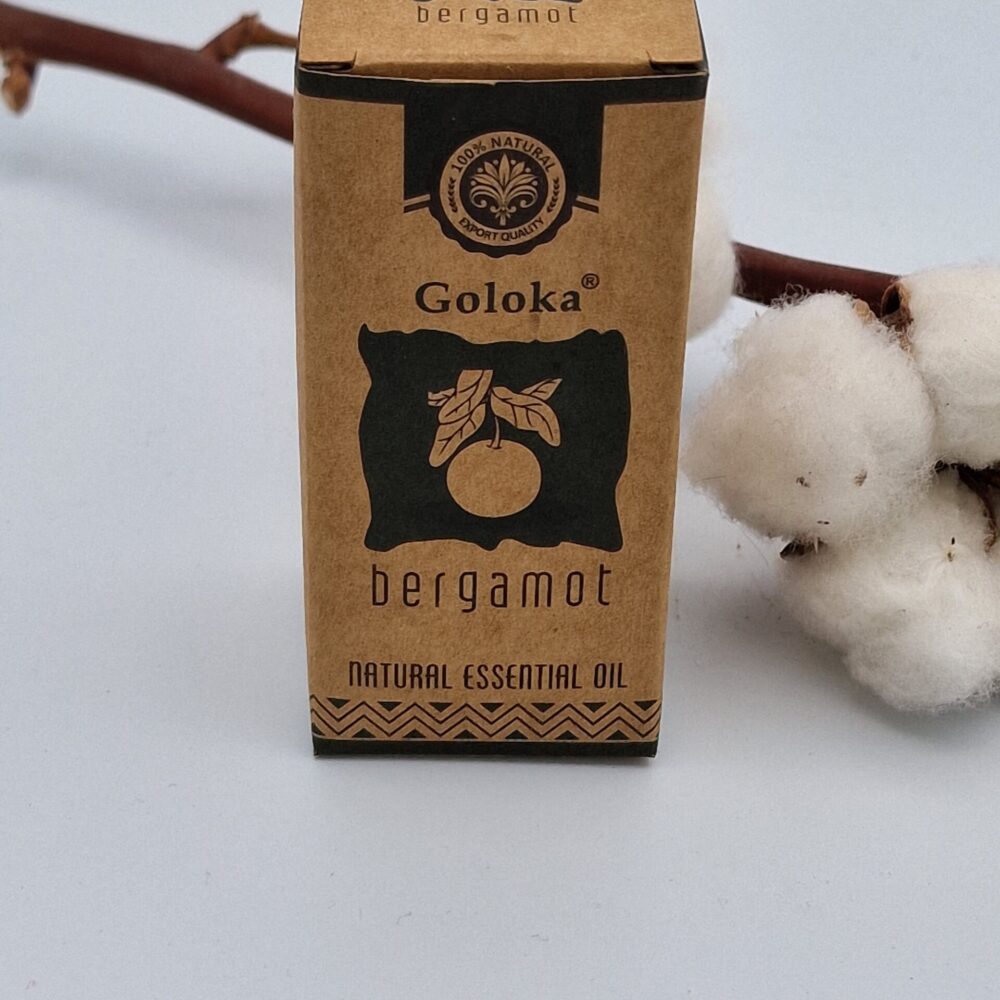 bergamot
100% NATURAL
EXPORT QUALITY
Goloka®
bergamot
NATURAL ESSENTIAL OIL